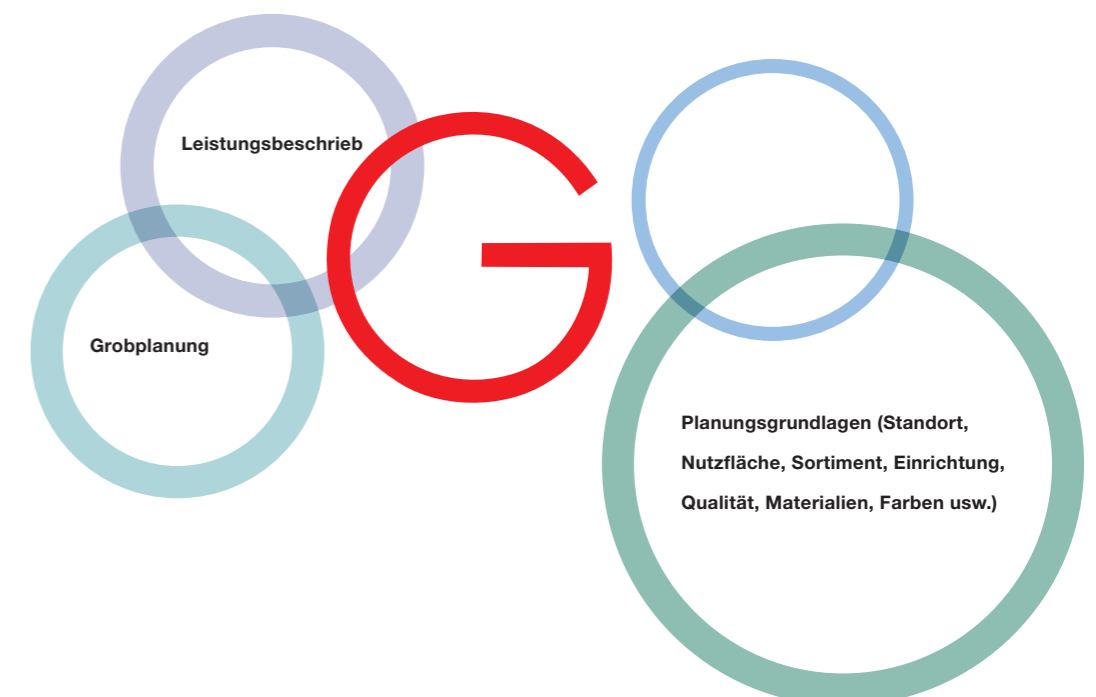 Leistungsbeschrieb
G
Grobplanung
Planungsgrundlagen (Standort,
Nutzfläche, Sortiment, Einrichtung,
Qualität, Materialien, Farben usw.)